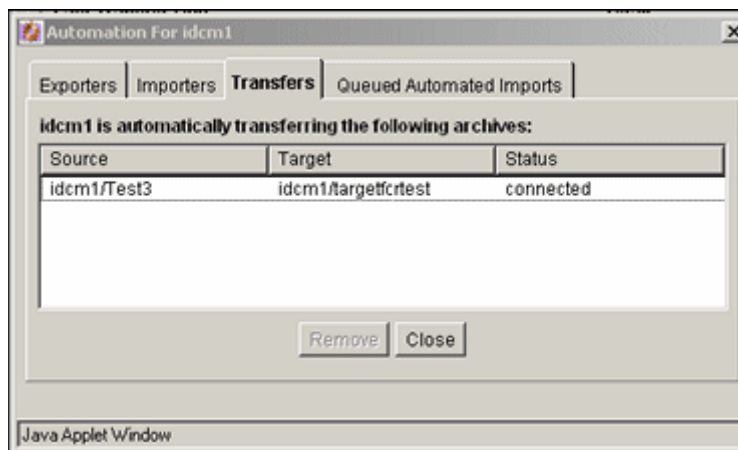 Automation For idcm1
Exporters Importers Transfers Queued Automated Imports
idcm1 is automatically transferring the following archives:
Source Target Status
idcm1/Test3 idcm1/targetfcrtest connected
Remove Close
Java Applet Window